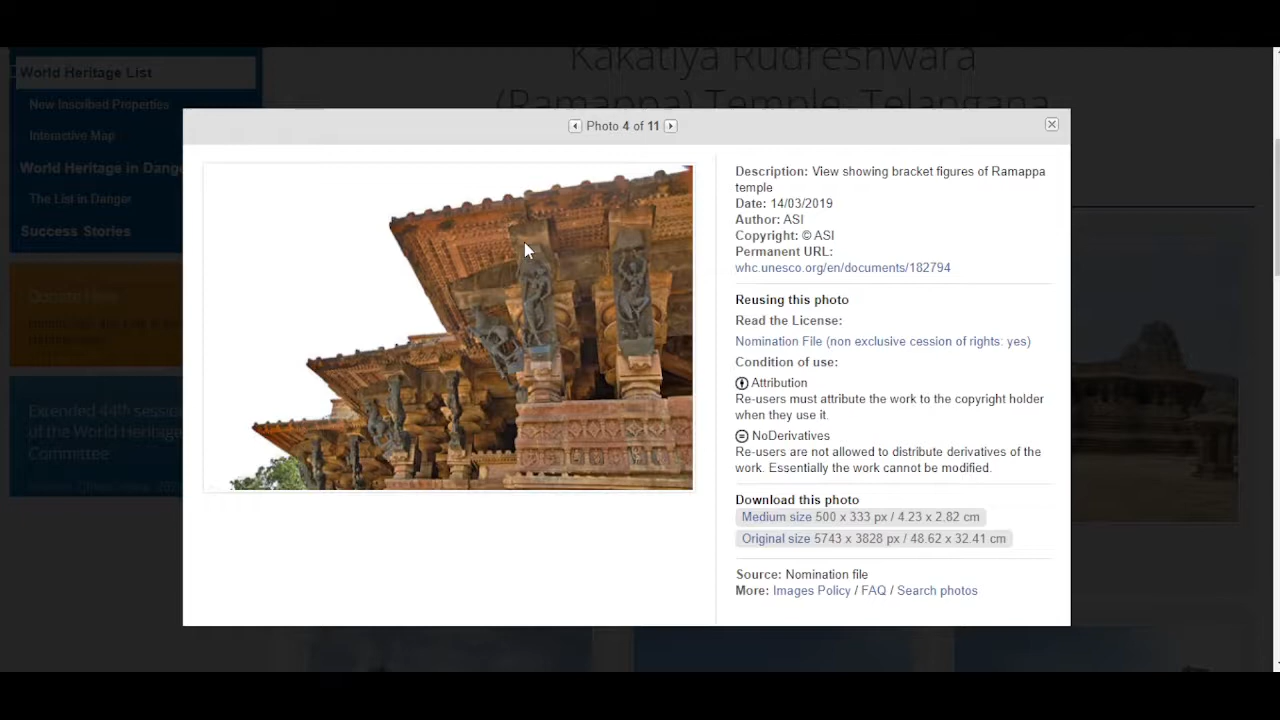 Kakatiya Rudreshwara
(Ramappa) Temple, Telangana
World Heritage List
New Inscribed Properties
Interactive Map
World Heritage in Dange
The List in Danger
Success Stories
Donate Now
Extended 44th sessio
of the World Heritage
Committee
Photo 4 of 11
Description: View showing bracket figures of Ramappa
temple
Date: 14/03/2019
Author: ASI
Copyright: © ASI
Permanent URL:
whc.unesco.org/en/documents/182794
Reusing this photo
Read the License:
Nomination File (non exclusive cession of rights: yes)
Condition of use:
Attribution
Re-users must attribute the work to the copyright holder
when they use it.
NoDerivatives
Re-users are not allowed to distribute derivatives of the
work. Essentially the work cannot be modified.
Download this photo
Medium size 500 x 333 px / 4.23 x 2.82 cm
Original size 5743 x 3828 px / 48.62 x 32.41 cm
Source: Nomination file
More: Images Policy / FAQ / Search photos